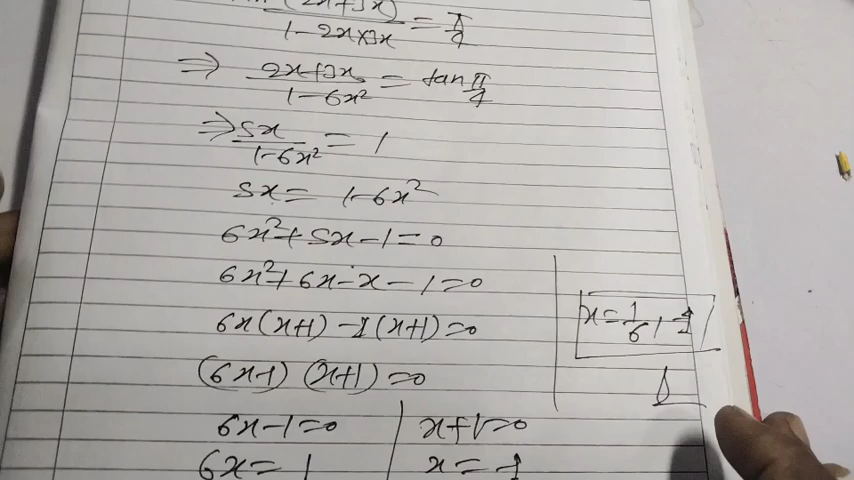 (2x+3x)
1-2x×3x = π/4
⇒ 2x+3x/1-6x² = tan π/4
⇒ 5x/1-6x² = 1
5x = 1-6x²
6x²+5x-1=0
6x²+6x-x-1=0
6x(x+1)-1(x+1)=0
(6x-1) (x+1)=0
6x-1=0
6x=1
x+1=0
x=-1
x=1/6, -1